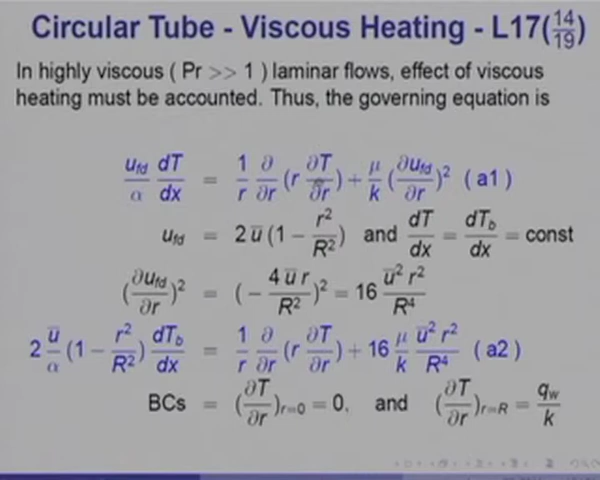 Circular Tube - Viscous Heating - L17(14/19)
In highly viscous ( Pr >> 1 ) laminar flows, effect of viscous
heating must be accounted. Thus, the governing equation is
u_fd/α dT/dx = 1/r ∂/∂r (r ∂T/∂r) + μ/k (∂u_fd/∂r)² ( a1 )
u_fd = 2 ū (1 − r²/R²) and dT/dx = dT_b/dx = const
(∂u_fd/∂r)² = (− 4 ū r/R²)² = 16 ū² r²/R⁴
2 ū/α (1 − r²/R²) dT_b/dx = 1/r ∂/∂r (r ∂T/∂r) + 16 μ/k ū² r²/R⁴ ( a2 )
BCs = (∂T/∂r)_r=0 = 0, and (∂T/∂r)_r=R = q_w/k